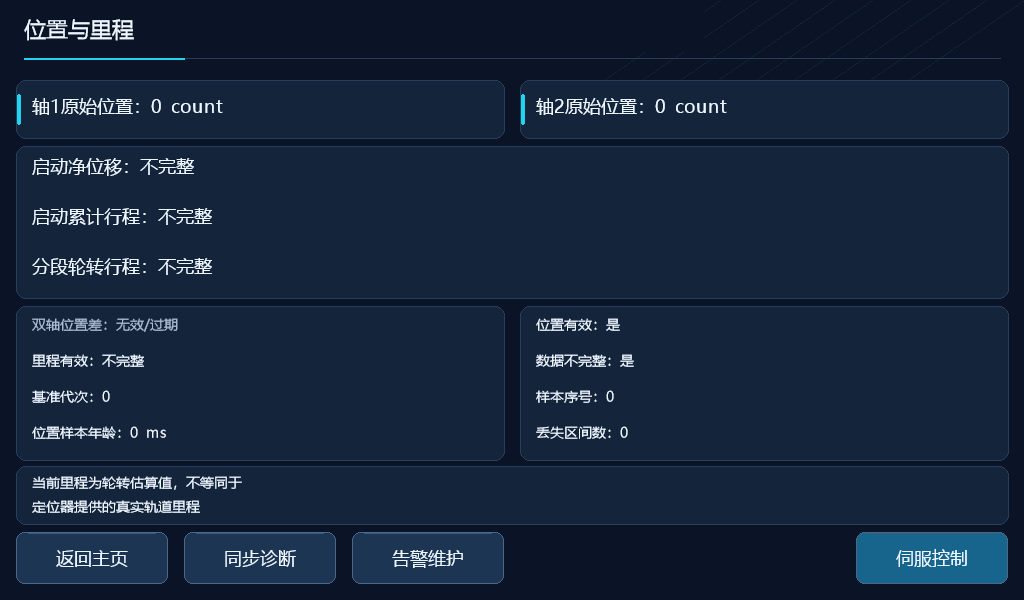 位置与里程
轴1原始位置：0 count
轴2原始位置：0 count
启动净位移：不完整
启动累计行程：不完整
分段轮转行程：不完整
双轴位置差：无效/过期
里程有效：不完整
基准代次：0
位置样本年龄：0 ms
位置有效：是
数据不完整：是
样本序号：0
丢失区间数：0
当前里程为轮转估算值，不等同于
定位器提供的真实轨道里程
返回主页
同步诊断
告警维护
伺服控制